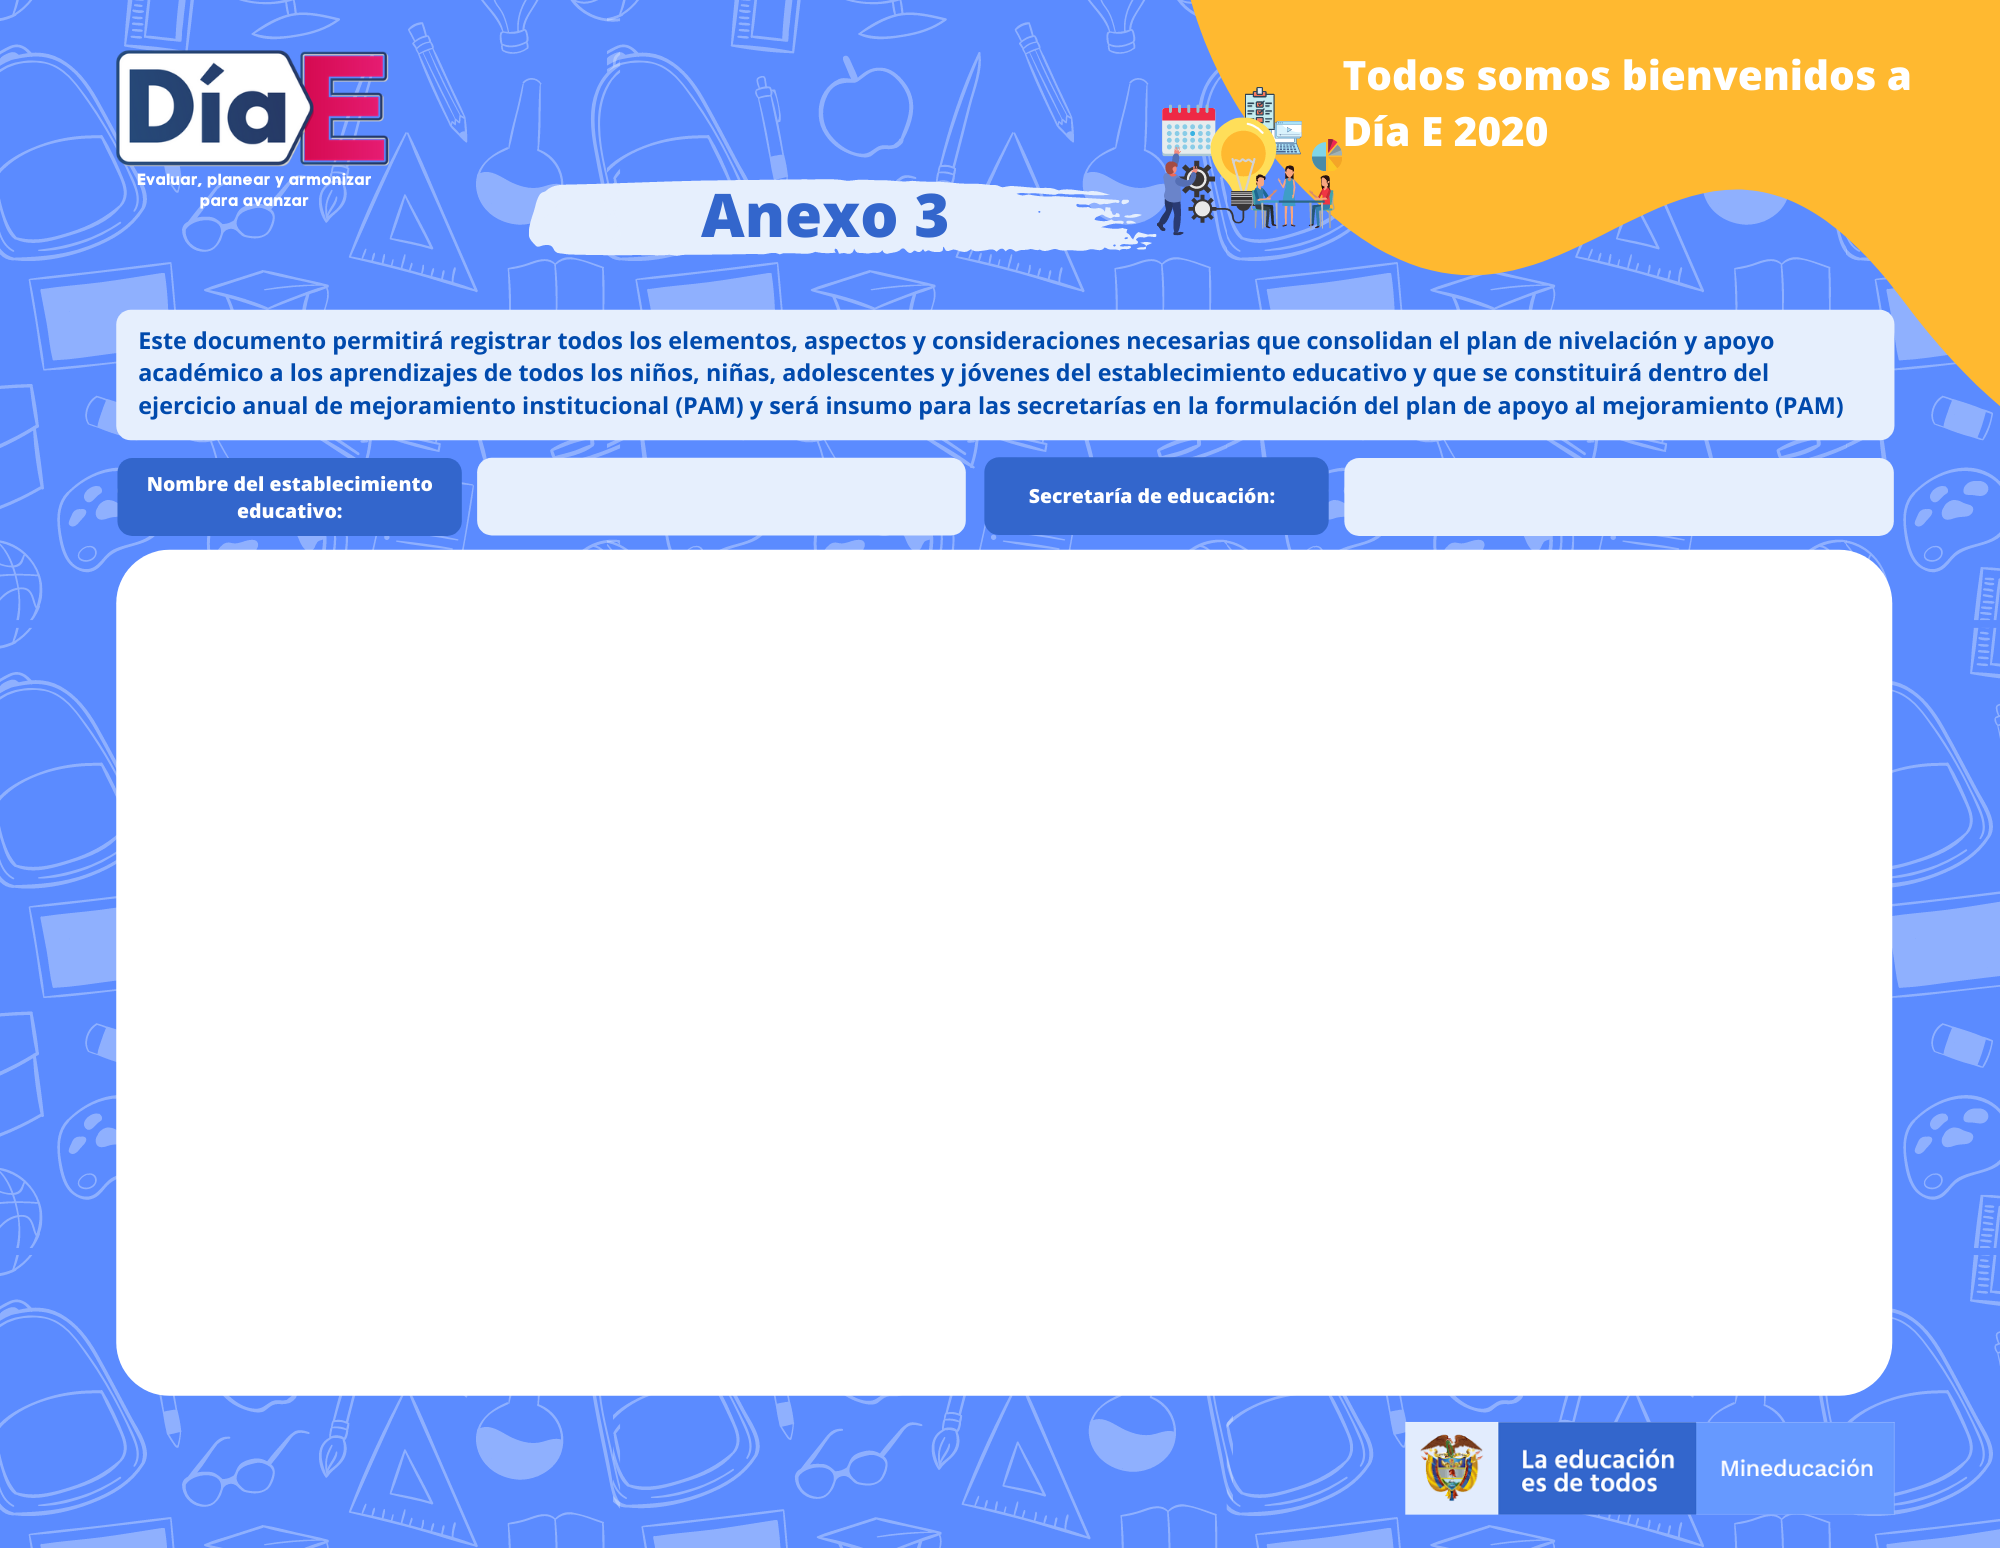 DíaE
Evaluar, planear y armonizar
para avanzar
Todos somos bienvenidos a
Día E 2020
Anexo 3
Este documento permitirá registrar todos los elementos, aspectos y consideraciones necesarias que consolidan el plan de nivelación y apoyo
académico a los aprendizajes de todos los niños, niñas, adolescentes y jóvenes del establecimiento educativo y que se constituirá dentro del
ejercicio anual de mejoramiento institucional (PAM) y será insumo para las secretarías en la formulación del plan de apoyo al mejoramiento (PAM)
Nombre del establecimiento
educativo:
Secretaría de educación:
La educación
es de todos
Mineducación